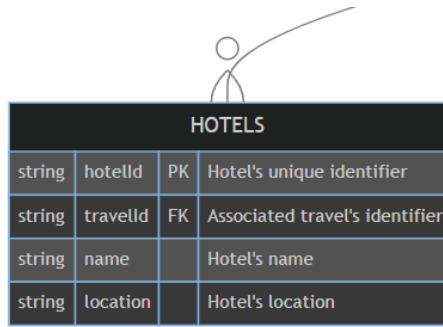 HOTELS
string hotelId PK Hotel's unique identifier
string travelId FK Associated travel's identifier
string name Hotel's name
string location Hotel's location